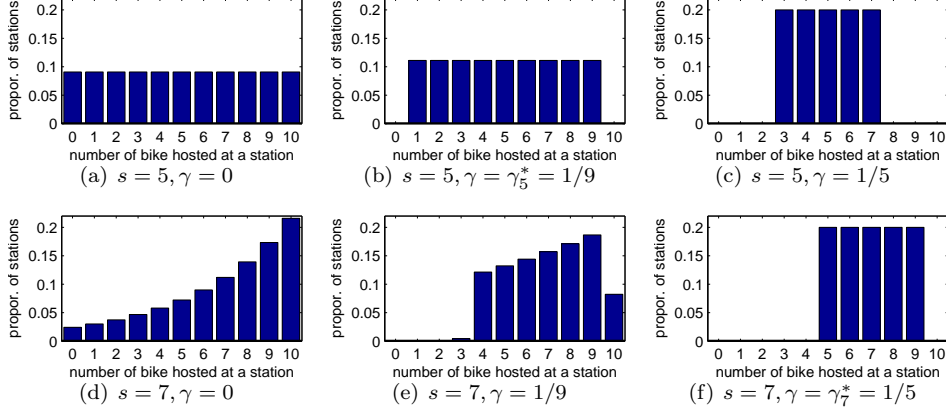 propor. of stations
0.2
0.15
0.1
0.05
0
0 1 2 3 4 5 6 7 8 9 10
number of bike hosted at a station
(a) s = 5, γ = 0
propor. of stations
0.2
0.15
0.1
0.05
0
0 1 2 3 4 5 6 7 8 9 10
number of bike hosted at a station
(b) s = 5, γ = γ*5 = 1/9
propor. of stations
0.2
0.15
0.1
0.05
0
0 1 2 3 4 5 6 7 8 9 10
number of bike hosted at a station
(c) s = 5, γ = 1/5
propor. of stations
0.2
0.15
0.1
0.05
0
0 1 2 3 4 5 6 7 8 9 10
number of bike hosted at a station
(d) s = 7, γ = 0
propor. of stations
0.2
0.15
0.1
0.05
0
0 1 2 3 4 5 6 7 8 9 10
number of bike hosted at a station
(e) s = 7, γ = 1/9
propor. of stations
0.2
0.15
0.1
0.05
0
0 1 2 3 4 5 6 7 8 9 10
number of bike hosted at a station
(f) s = 7, γ = γ*7 = 1/5